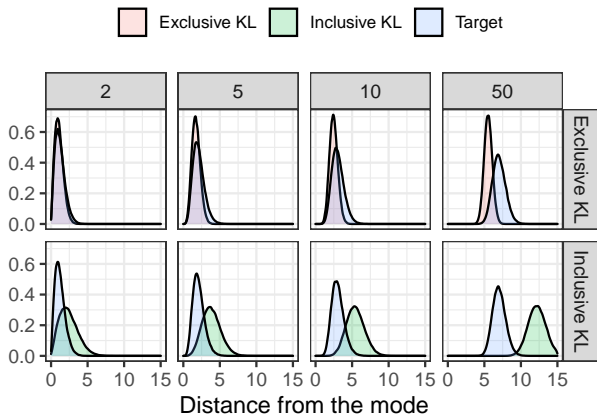 Exclusive KL Inclusive KL Target
2 5 10 50
0.6
0.4
0.2
0.0
Exclusive KL
0.6
0.4
0.2
0.0
Inclusive KL
0 5 10 15 0 5 10 15 0 5 10 15 0 5 10 15
Distance from the mode